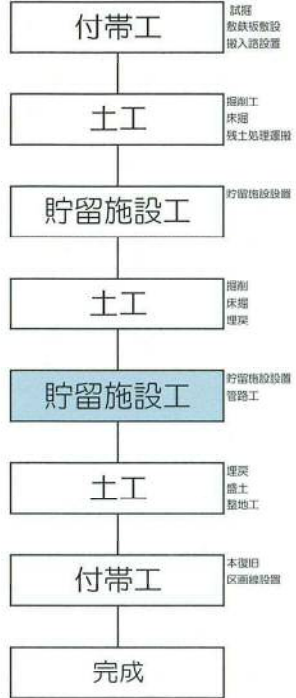 付帯工
試掘
敷鉄板敷設
搬入路設置
土工
掘削工
床掘
残土処理運搬
貯留施設工
貯留施設設置
土工
掘削
床掘
埋戻
貯留施設工
貯留施設設置
管路工
土工
埋戻
盛土
整地工
付帯工
本復旧
区画線設置
完成